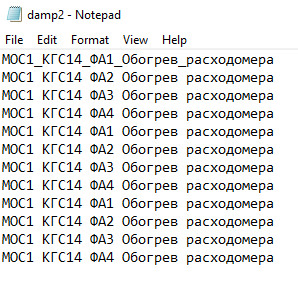 damp2 - Notepad
File Edit Format View Help
МОС1_КГС14_ФА1_Обогрев_расходомера
МОС1 КГС14 ФА2 Обогрев расходомера
МОС1 КГС14 ФА3 Обогрев расходомера
МОС1 КГС14 ФА4 Обогрев расходомера
МОС1 КГС14 ФА1 Обогрев расходомера
МОС1 КГС14 ФА2 Обогрев расходомера
МОС1 КГС14 ФА3 Обогрев расходомера
МОС1 КГС14 ФА4 Обогрев расходомера
МОС1 КГС14 ФА1 Обогрев расходомера
МОС1 КГС14 ФА2 Обогрев расходомера
МОС1 КГС14 ФА3 Обогрев расходомера
МОС1 КГС14 ФА4 Обогрев расходомера